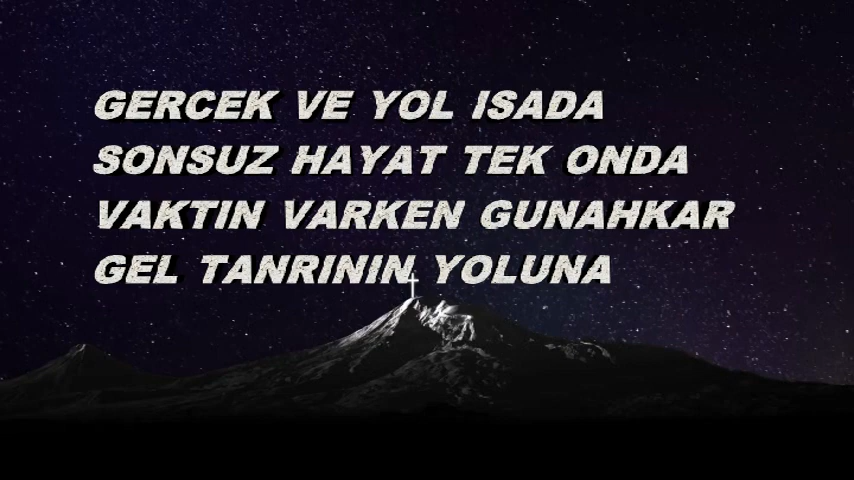 GERCEK VE YOL ISADA
SONSUZ HAYAT TEK ONDA
VAKTIN VARKEN GUNAHKAR
GEL TANRININ YOLUNA